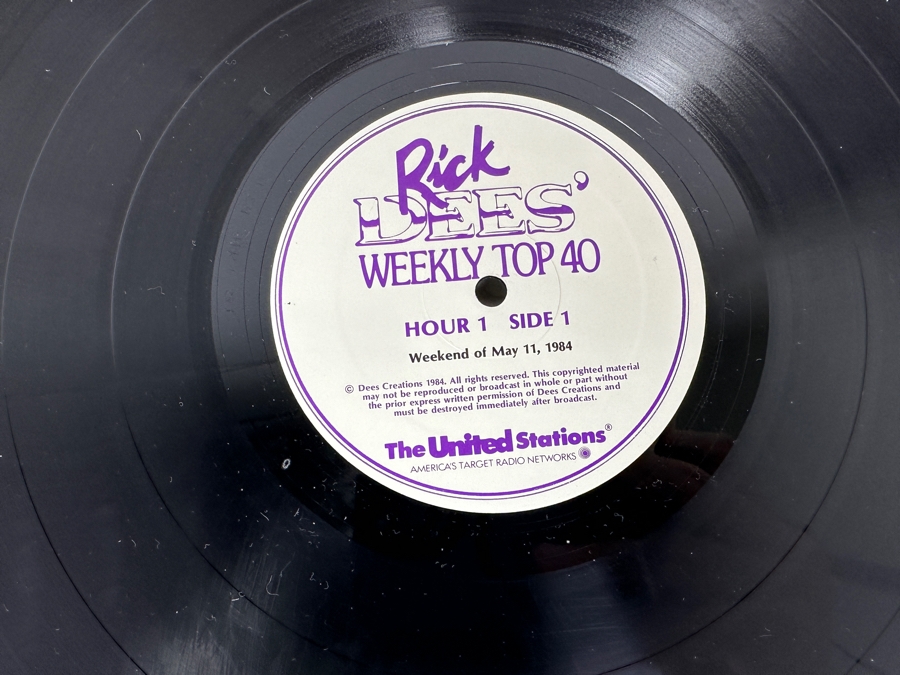 Rick
DEES'
WEEKLY TOP 40
HOUR 1 SIDE 1
Weekend of May 11, 1984
© Dees Creations 1984. All rights reserved. This copyrighted material
may not be reproduced or broadcast in whole or part without
the prior express written permission of Dees Creations and
must be destroyed immediately after broadcast.
The United Stations®
AMERICA'S TARGET RADIO NETWORKS